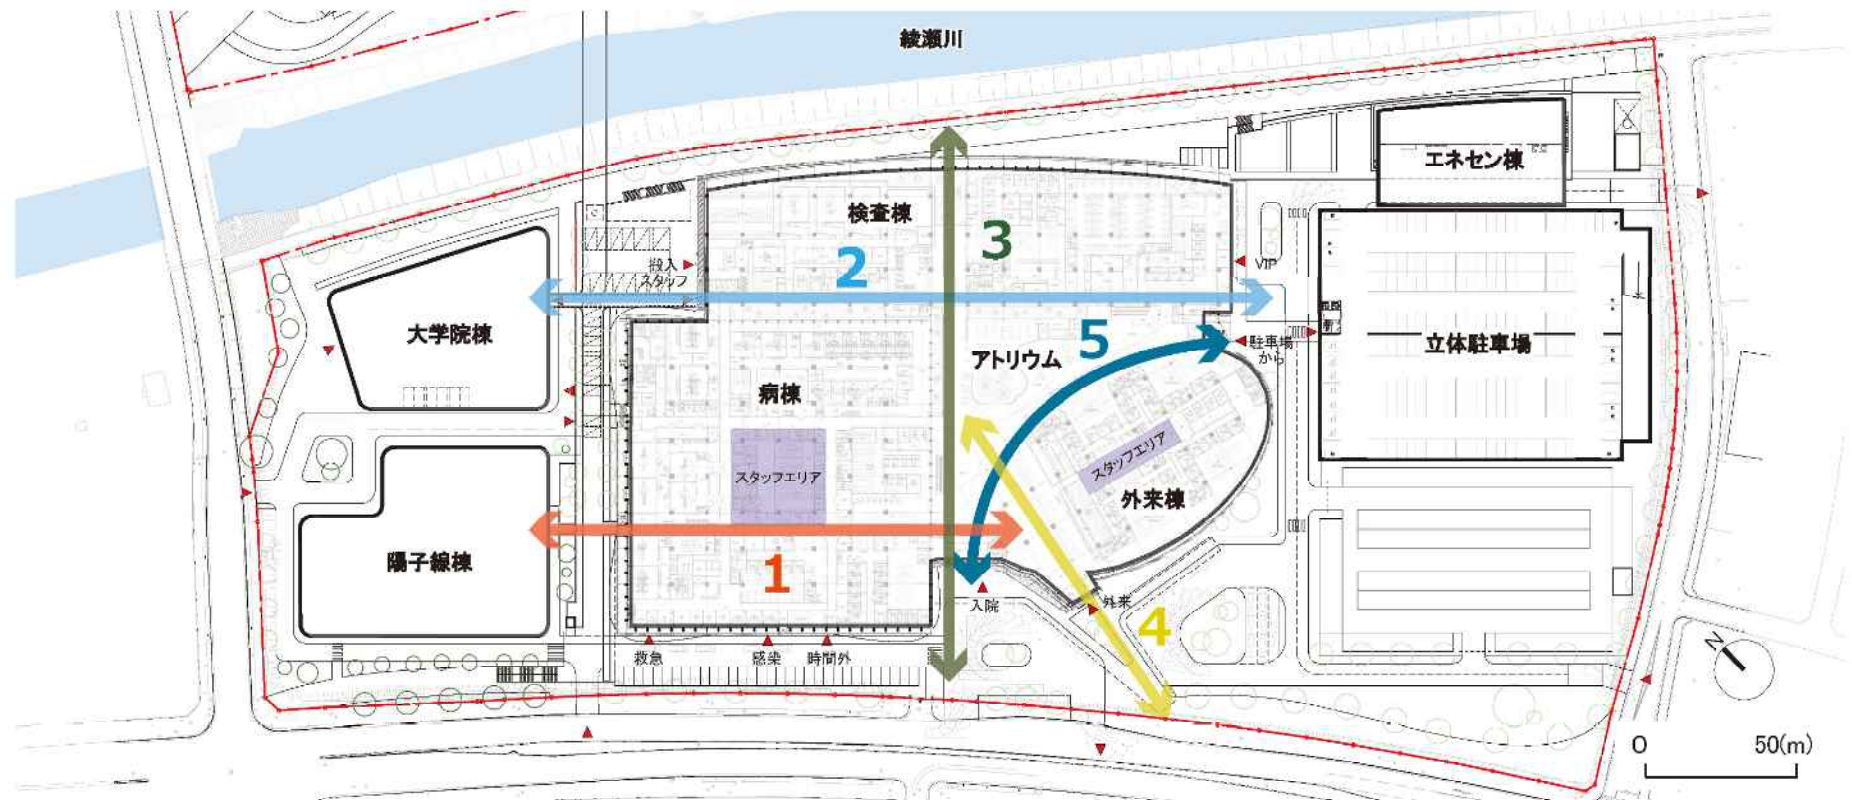 綾瀬川
エネセン棟
検査棟
3
2
搬入
スタッフ
VIP
大学院棟
5
アトリウム
駐車場
から
立体駐車場
病棟
スタッフエリア
スタッフエリア
外来棟
陽子線棟
1
入院
外来
4
救急
感染
時間外
N
0
50(m)